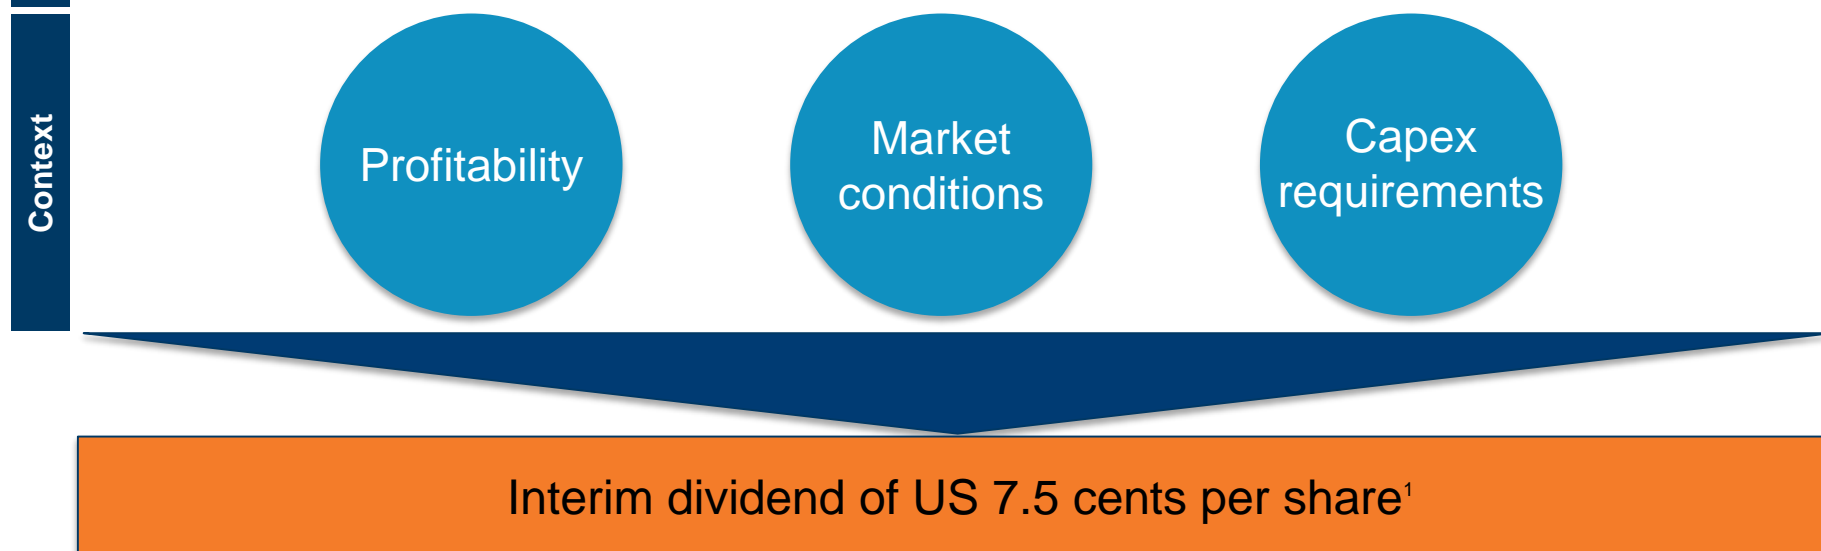 Context
Profitability
Market
conditions
Capex
requirements
Interim dividend of US 7.5 cents per share¹